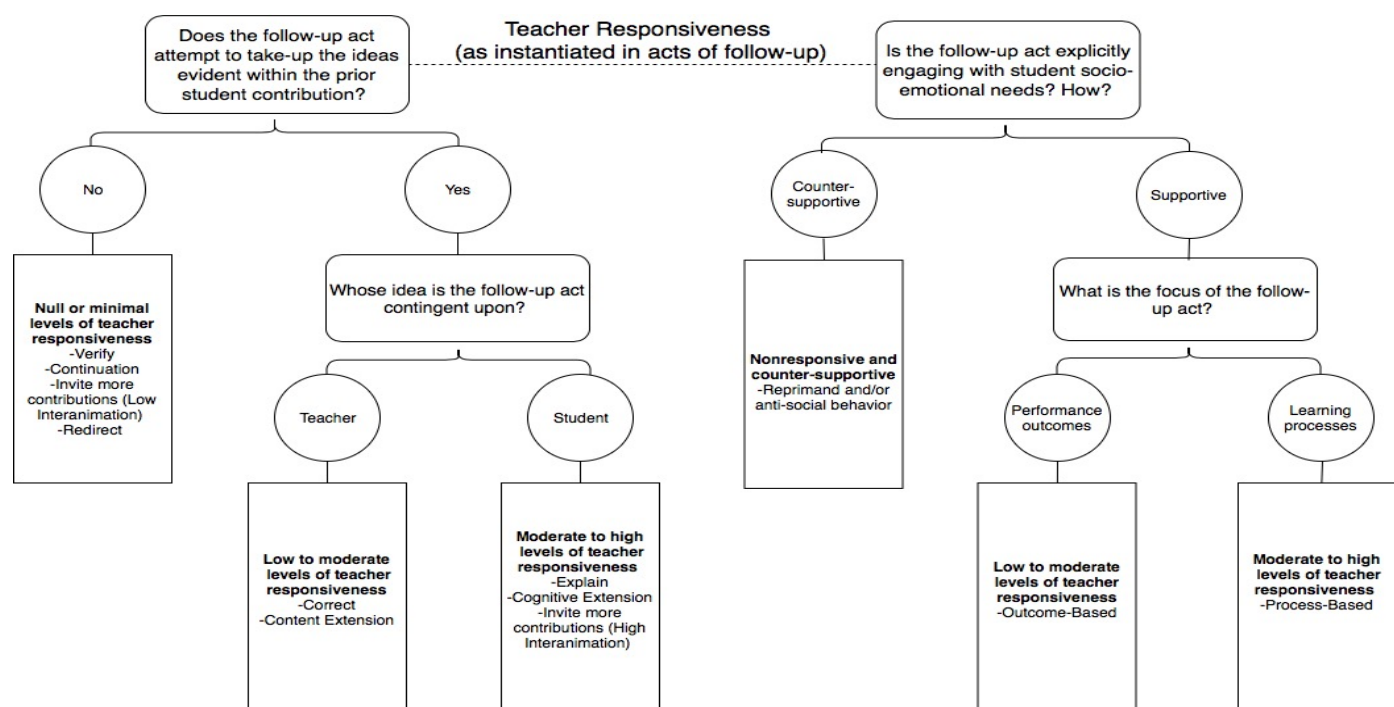 Teacher Responsiveness
(as instantiated in acts of follow-up)
Does the follow-up act
attempt to take-up the ideas
evident within the prior
student contribution?
No
Yes
Null or minimal
levels of teacher
responsiveness
-Verify
-Continuation
-Invite more
contributions (Low
Interanimation)
-Redirect
Whose idea is the follow-up act
contingent upon?
Teacher
Student
Low to moderate
levels of teacher
responsiveness
-Correct
-Content Extension
Moderate to high
levels of teacher
responsiveness
-Explain
-Cognitive Extension
-Invite more
contributions (High
Interanimation)
Is the follow-up act explicitly
engaging with student socio-
emotional needs? How?
Counter-
supportive
Supportive
Nonresponsive and
counter-supportive
-Reprimand and/or
anti-social behavior
What is the focus of the follow-
up act?
Performance
outcomes
Learning
processes
Low to moderate
levels of teacher
responsiveness
-Outcome-Based
Moderate to high
levels of teacher
responsiveness
-Process-Based